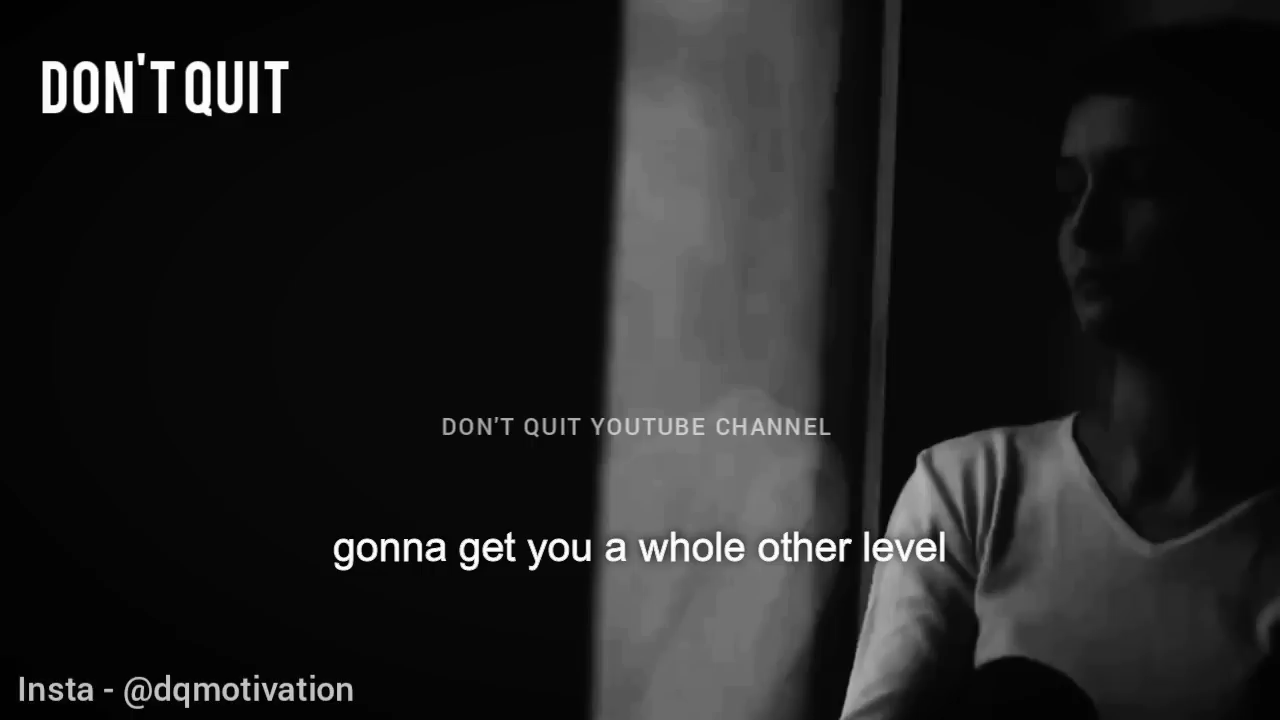 DON'T QUIT
DON'T QUIT YOUTUBE CHANNEL
gonna get you a whole other level
Insta - @dqmotivation